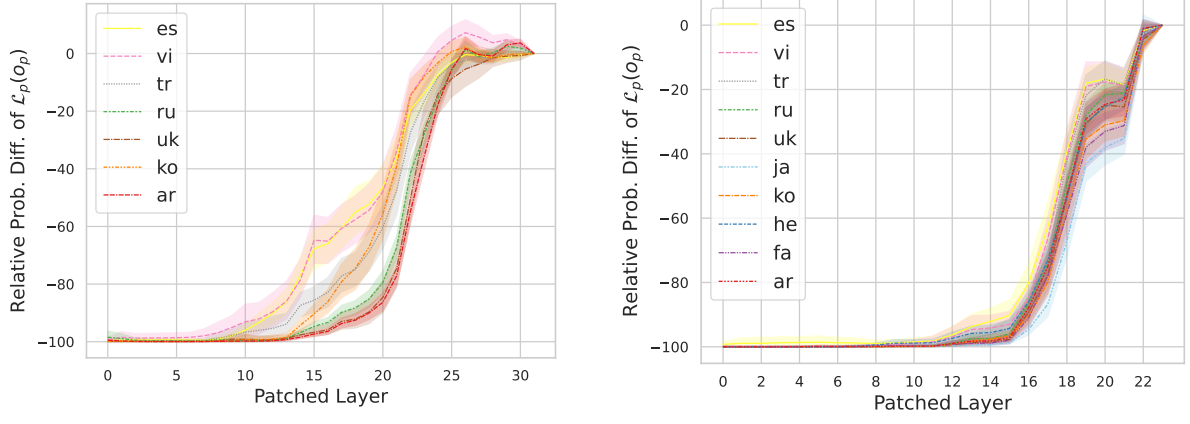 Relative Prob. Diff. of ℒₚ(oₚ)
0
−20
−40
−60
−80
−100
es
vi
tr
ru
uk
ko
ar
0 5 10 15 20 25 30
Patched Layer
Relative Prob. Diff. of ℒₚ(oₚ)
0
−20
−40
−60
−80
−100
es
vi
tr
ru
uk
ja
ko
he
fa
ar
0 2 4 6 8 10 12 14 16 18 20 22
Patched Layer